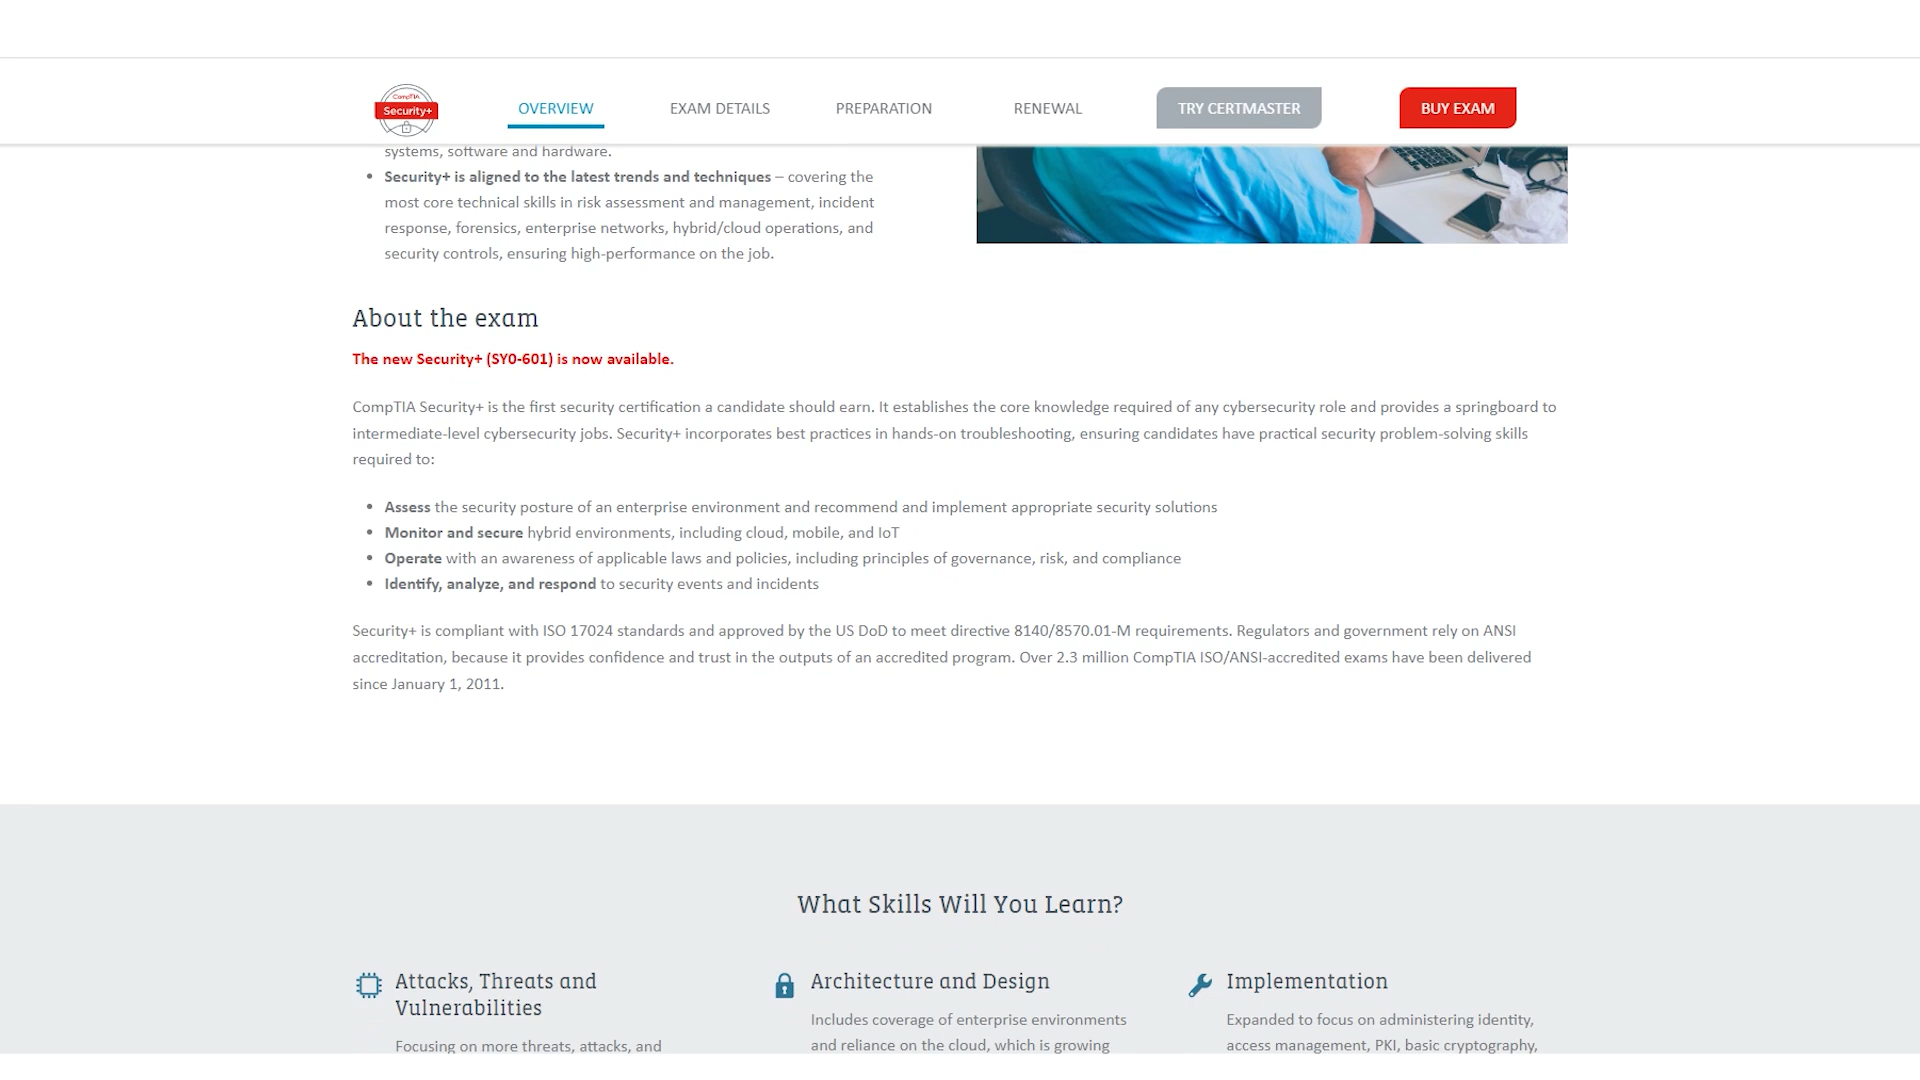 CompTIA
Security+
OVERVIEW
EXAM DETAILS
PREPARATION
RENEWAL
TRY CERTMASTER
BUY EXAM
systems, software and hardware.
• Security+ is aligned to the latest trends and techniques – covering the
most core technical skills in risk assessment and management, incident
response, forensics, enterprise networks, hybrid/cloud operations, and
security controls, ensuring high-performance on the job.
About the exam
The new Security+ (SY0-601) is now available.
CompTIA Security+ is the first security certification a candidate should earn. It establishes the core knowledge required of any cybersecurity role and provides a springboard to
intermediate-level cybersecurity jobs. Security+ incorporates best practices in hands-on troubleshooting, ensuring candidates have practical security problem-solving skills
required to:
• Assess the security posture of an enterprise environment and recommend and implement appropriate security solutions
• Monitor and secure hybrid environments, including cloud, mobile, and IoT
• Operate with an awareness of applicable laws and policies, including principles of governance, risk, and compliance
• Identify, analyze, and respond to security events and incidents
Security+ is compliant with ISO 17024 standards and approved by the US DoD to meet directive 8140/8570.01-M requirements. Regulators and government rely on ANSI
accreditation, because it provides confidence and trust in the outputs of an accredited program. Over 2.3 million CompTIA ISO/ANSI-accredited exams have been delivered
since January 1, 2011.
What Skills Will You Learn?
Attacks, Threats and
Vulnerabilities
Focusing on more threats, attacks, and
Architecture and Design
Includes coverage of enterprise environments
and reliance on the cloud, which is growing
Implementation
Expanded to focus on administering identity,
access management, PKI, basic cryptography,